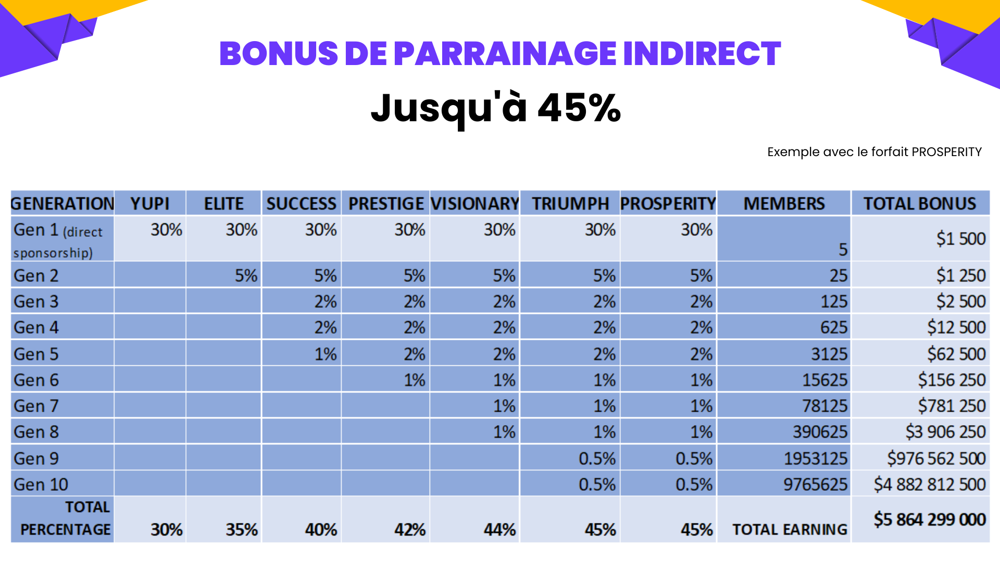 BONUS DE PARRAINAGE INDIRECT
Jusqu'à 45%
Exemple avec le forfait PROSPERITY
GENERATION YUPI ELITE SUCCESS PRESTIGE VISIONARY TRIUMPH PROSPERITY MEMBERS TOTAL BONUS
Gen 1 (direct sponsorship) 30% 30% 30% 30% 30% 30% 30% 5 $1 500
Gen 2 5% 5% 5% 5% 5% 5% 25 $1 250
Gen 3 2% 2% 2% 2% 2% 125 $2 500
Gen 4 2% 2% 2% 2% 2% 625 $12 500
Gen 5 1% 2% 2% 2% 2% 3125 $62 500
Gen 6 1% 1% 1% 1% 15625 $156 250
Gen 7 1% 1% 1% 78125 $781 250
Gen 8 1% 1% 1% 390625 $3 906 250
Gen 9 0.5% 0.5% 1953125 $976 562 500
Gen 10 0.5% 0.5% 9765625 $4 882 812 500
TOTAL PERCENTAGE 30% 35% 40% 42% 44% 45% 45% TOTAL EARNING $5 864 299 000